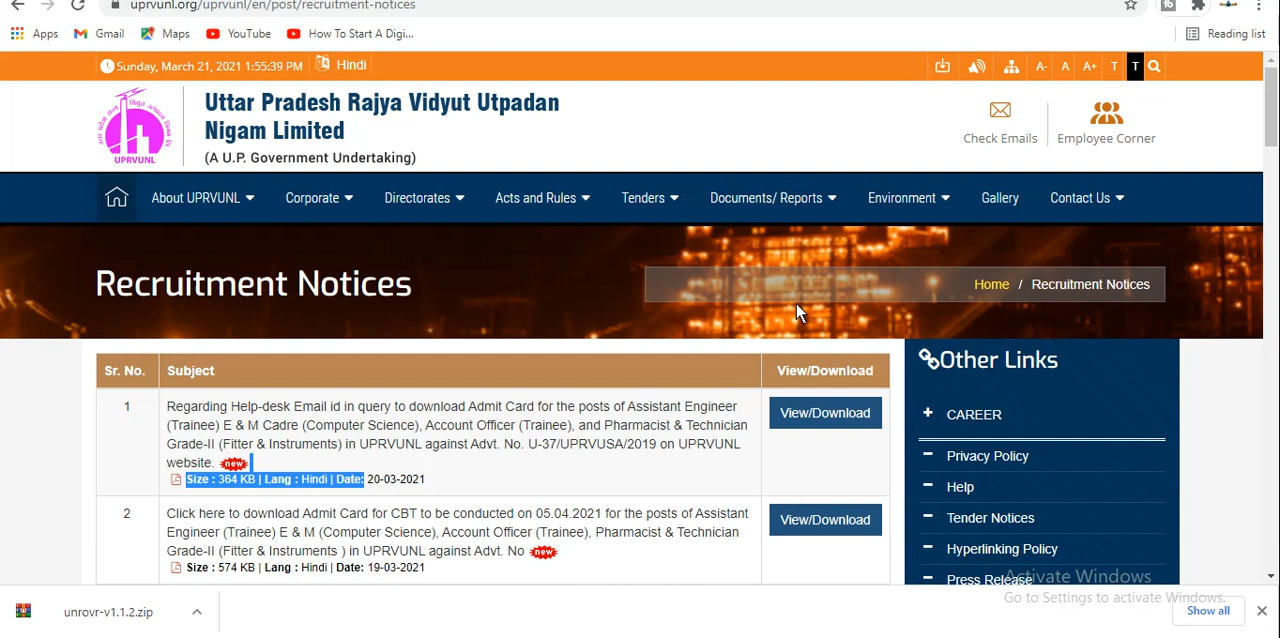 uprvunl.org/uprvunl/en/post/recruitment-notices
Apps Gmail Maps YouTube How To Start A Digi... Reading list
Sunday, March 21, 2021 1:55:39 PM Hindi A- A A+ T T
UPRVUNL
Uttar Pradesh Rajya Vidyut Utpadan
Nigam Limited
(A U.P. Government Undertaking)
Check Emails Employee Corner
About UPRVUNL Corporate Directorates Acts and Rules Tenders Documents/ Reports Environment Gallery Contact Us
Recruitment Notices
Home / Recruitment Notices
Sr. No. Subject View/Download
1 Regarding Help-desk Email id in query to download Admit Card for the posts of Assistant Engineer
(Trainee) E & M Cadre (Computer Science), Account Officer (Trainee), and Pharmacist & Technician
Grade-II (Fitter & Instruments) in UPRVUNL against Advt. No. U-37/UPRVUSA/2019 on UPRVUNL
website. new
Size : 364 KB | Lang : Hindi | Date: 20-03-2021
View/Download
2 Click here to download Admit Card for CBT to be conducted on 05.04.2021 for the posts of Assistant
Engineer (Trainee) E & M (Computer Science), Account Officer (Trainee), Pharmacist & Technician
Grade-II (Fitter & Instruments ) in UPRVUNL against Advt. No new
Size : 574 KB | Lang : Hindi | Date: 19-03-2021
View/Download
Other Links
+ CAREER
– Privacy Policy
– Help
– Tender Notices
– Hyperlinking Policy
– Press Release
Activate Windows
Go to Settings to activate Windows.
unrovr-v1.1.2.zip
Show all